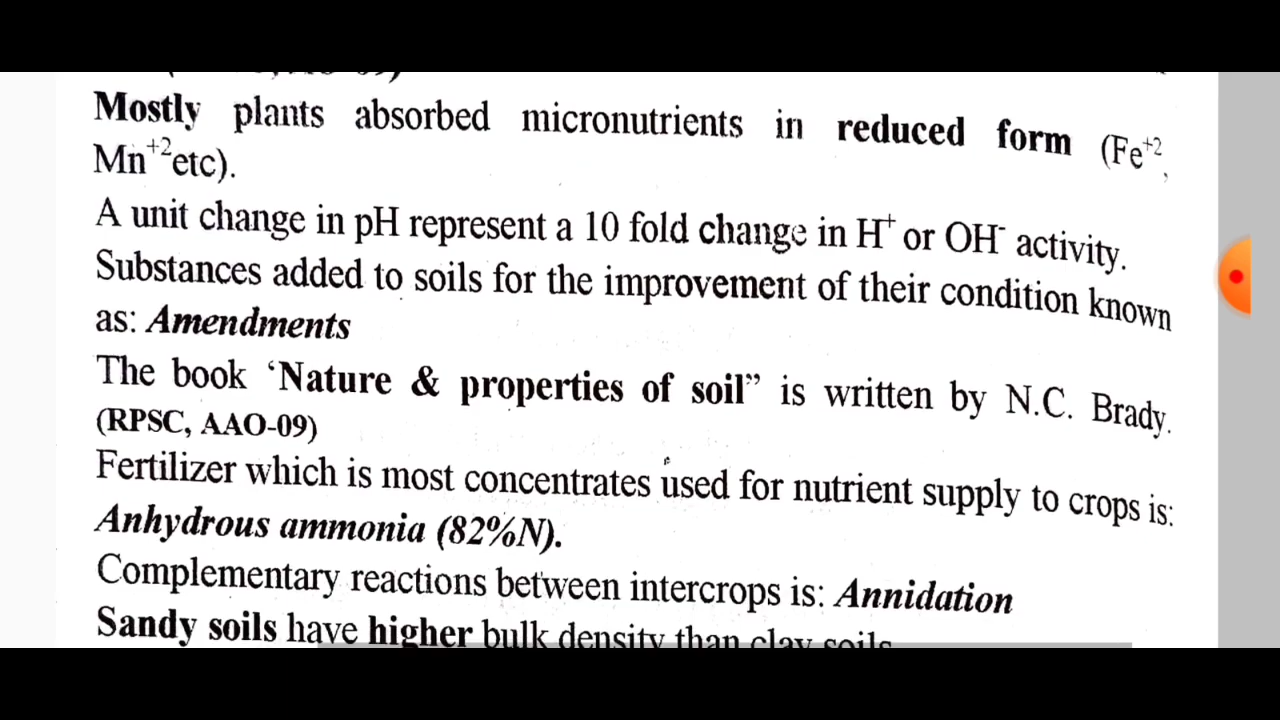 Mostly plants absorbed micronutrients in reduced form (Fe⁺²,
Mn⁺²etc).
A unit change in pH represent a 10 fold change in H⁺ or OH⁻ activity.
Substances added to soils for the improvement of their condition known
as: Amendments
The book ‘Nature & properties of soil” is written by N.C. Brady.
(RPSC, AAO-09)
Fertilizer which is most concentrates used for nutrient supply to crops is:
Anhydrous ammonia (82%N).
Complementary reactions between intercrops is: Annidation
Sandy soils have higher bulk density than clay soils